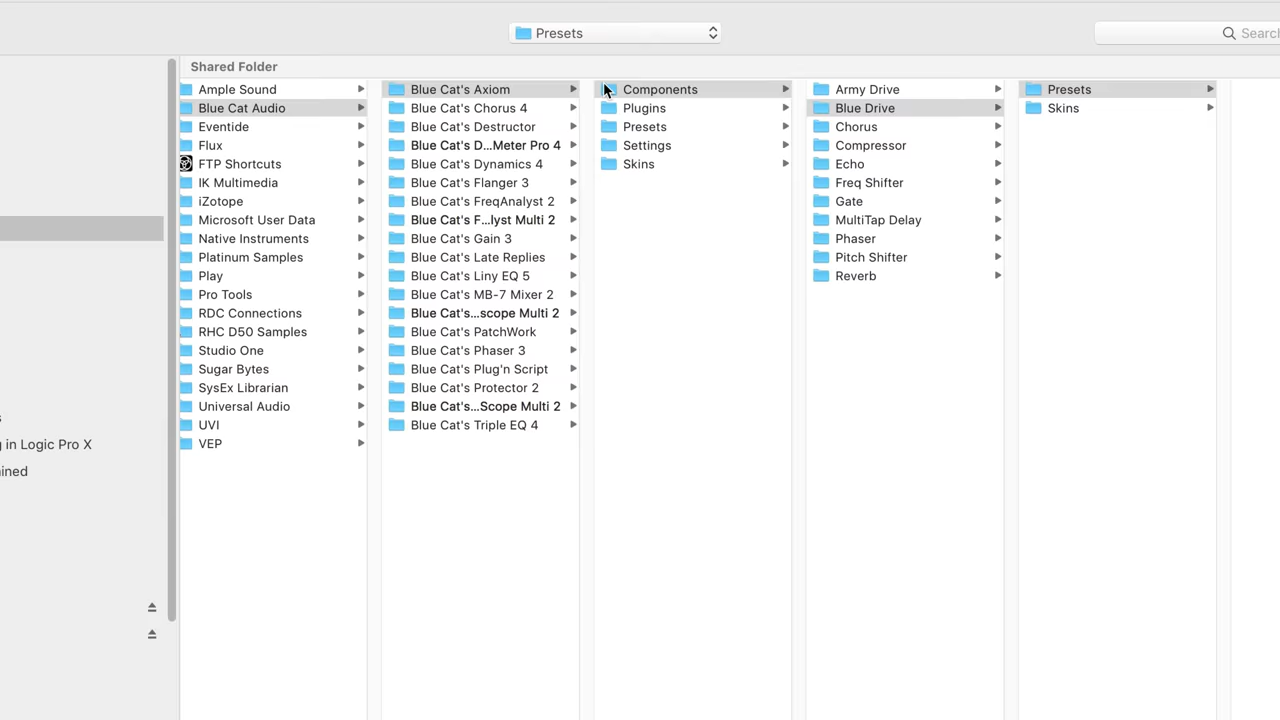 Presets
Search
Shared Folder
Ample Sound
Blue Cat Audio
Eventide
Flux
FTP Shortcuts
IK Multimedia
iZotope
Microsoft User Data
Native Instruments
Platinum Samples
Play
Pro Tools
RDC Connections
RHC D50 Samples
Studio One
Sugar Bytes
SysEx Librarian
Universal Audio
UVI
VEP
Blue Cat's Axiom
Blue Cat's Chorus 4
Blue Cat's Destructor
Blue Cat's D...Meter Pro 4
Blue Cat's Dynamics 4
Blue Cat's Flanger 3
Blue Cat's FreqAnalyst 2
Blue Cat's F...lyst Multi 2
Blue Cat's Gain 3
Blue Cat's Late Replies
Blue Cat's Liny EQ 5
Blue Cat's MB-7 Mixer 2
Blue Cat's...scope Multi 2
Blue Cat's PatchWork
Blue Cat's Phaser 3
Blue Cat's Plug'n Script
Blue Cat's Protector 2
Blue Cat's...Scope Multi 2
Blue Cat's Triple EQ 4
Components
Plugins
Presets
Settings
Skins
Army Drive
Blue Drive
Chorus
Compressor
Echo
Freq Shifter
Gate
MultiTap Delay
Phaser
Pitch Shifter
Reverb
Presets
Skins
s
g in Logic Pro X
ained